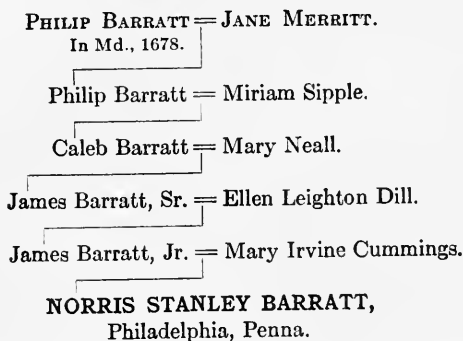 PHILIP BARRATT = JANE MERRITT.
In Md., 1678.
Philip Barratt = Miriam Sipple.
Caleb Barratt = Mary Neall.
James Barratt, Sr. = Ellen Leighton Dill.
James Barratt, Jr. = Mary Irvine Cummings.
NORRIS STANLEY BARRATT,
Philadelphia, Penna.